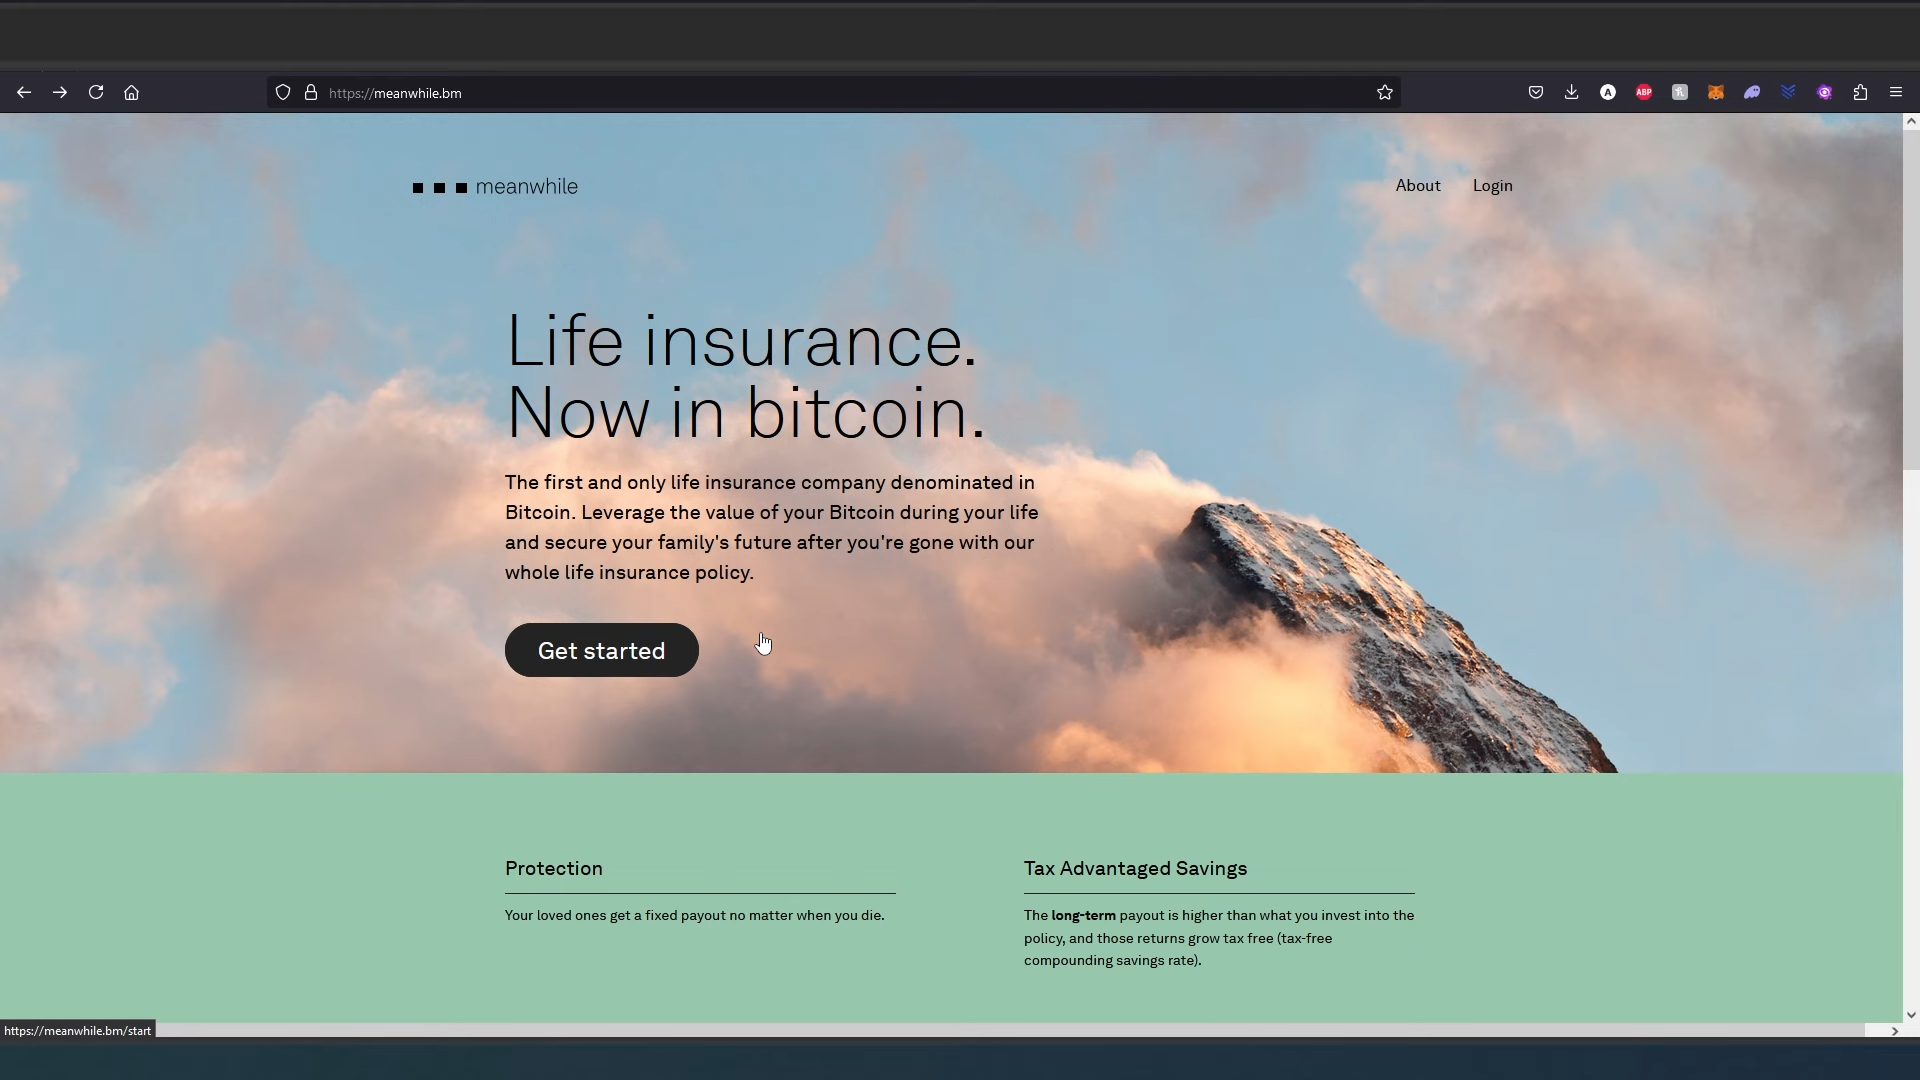 https://meanwhile.bm
ABP
meanwhile
About
Login
Life insurance.
Now in bitcoin.
The first and only life insurance company denominated in
Bitcoin. Leverage the value of your Bitcoin during your life
and secure your family's future after you're gone with our
whole life insurance policy.
Get started
Protection
Your loved ones get a fixed payout no matter when you die.
Tax Advantaged Savings
The long-term payout is higher than what you invest into the
policy, and those returns grow tax free (tax-free
compounding savings rate).
https://meanwhile.bm/start